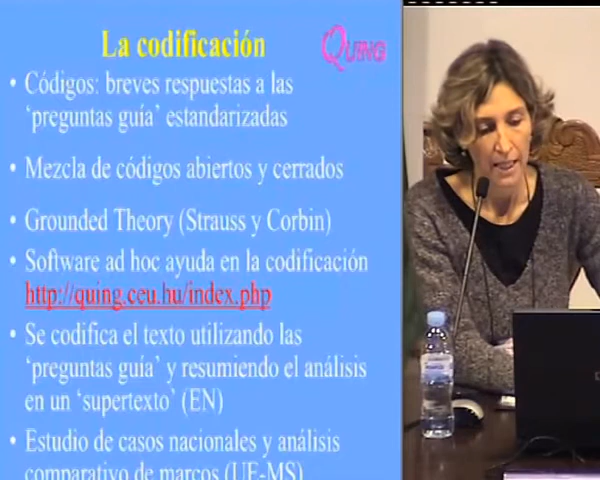 La codificación
QUING
• Códigos: breves respuestas a las
‘preguntas guía’ estandarizadas
• Mezcla de códigos abiertos y cerrados
• Grounded Theory (Strauss y Corbin)
• Software ad hoc ayuda en la codificación
http://quing.ceu.hu/index.php
• Se codifica el texto utilizando las
‘preguntas guía’ y resumiendo el análisis
en un ‘supertexto’ (EN)
• Estudio de casos nacionales y análisis
comparativo de marcos (UE-MS)